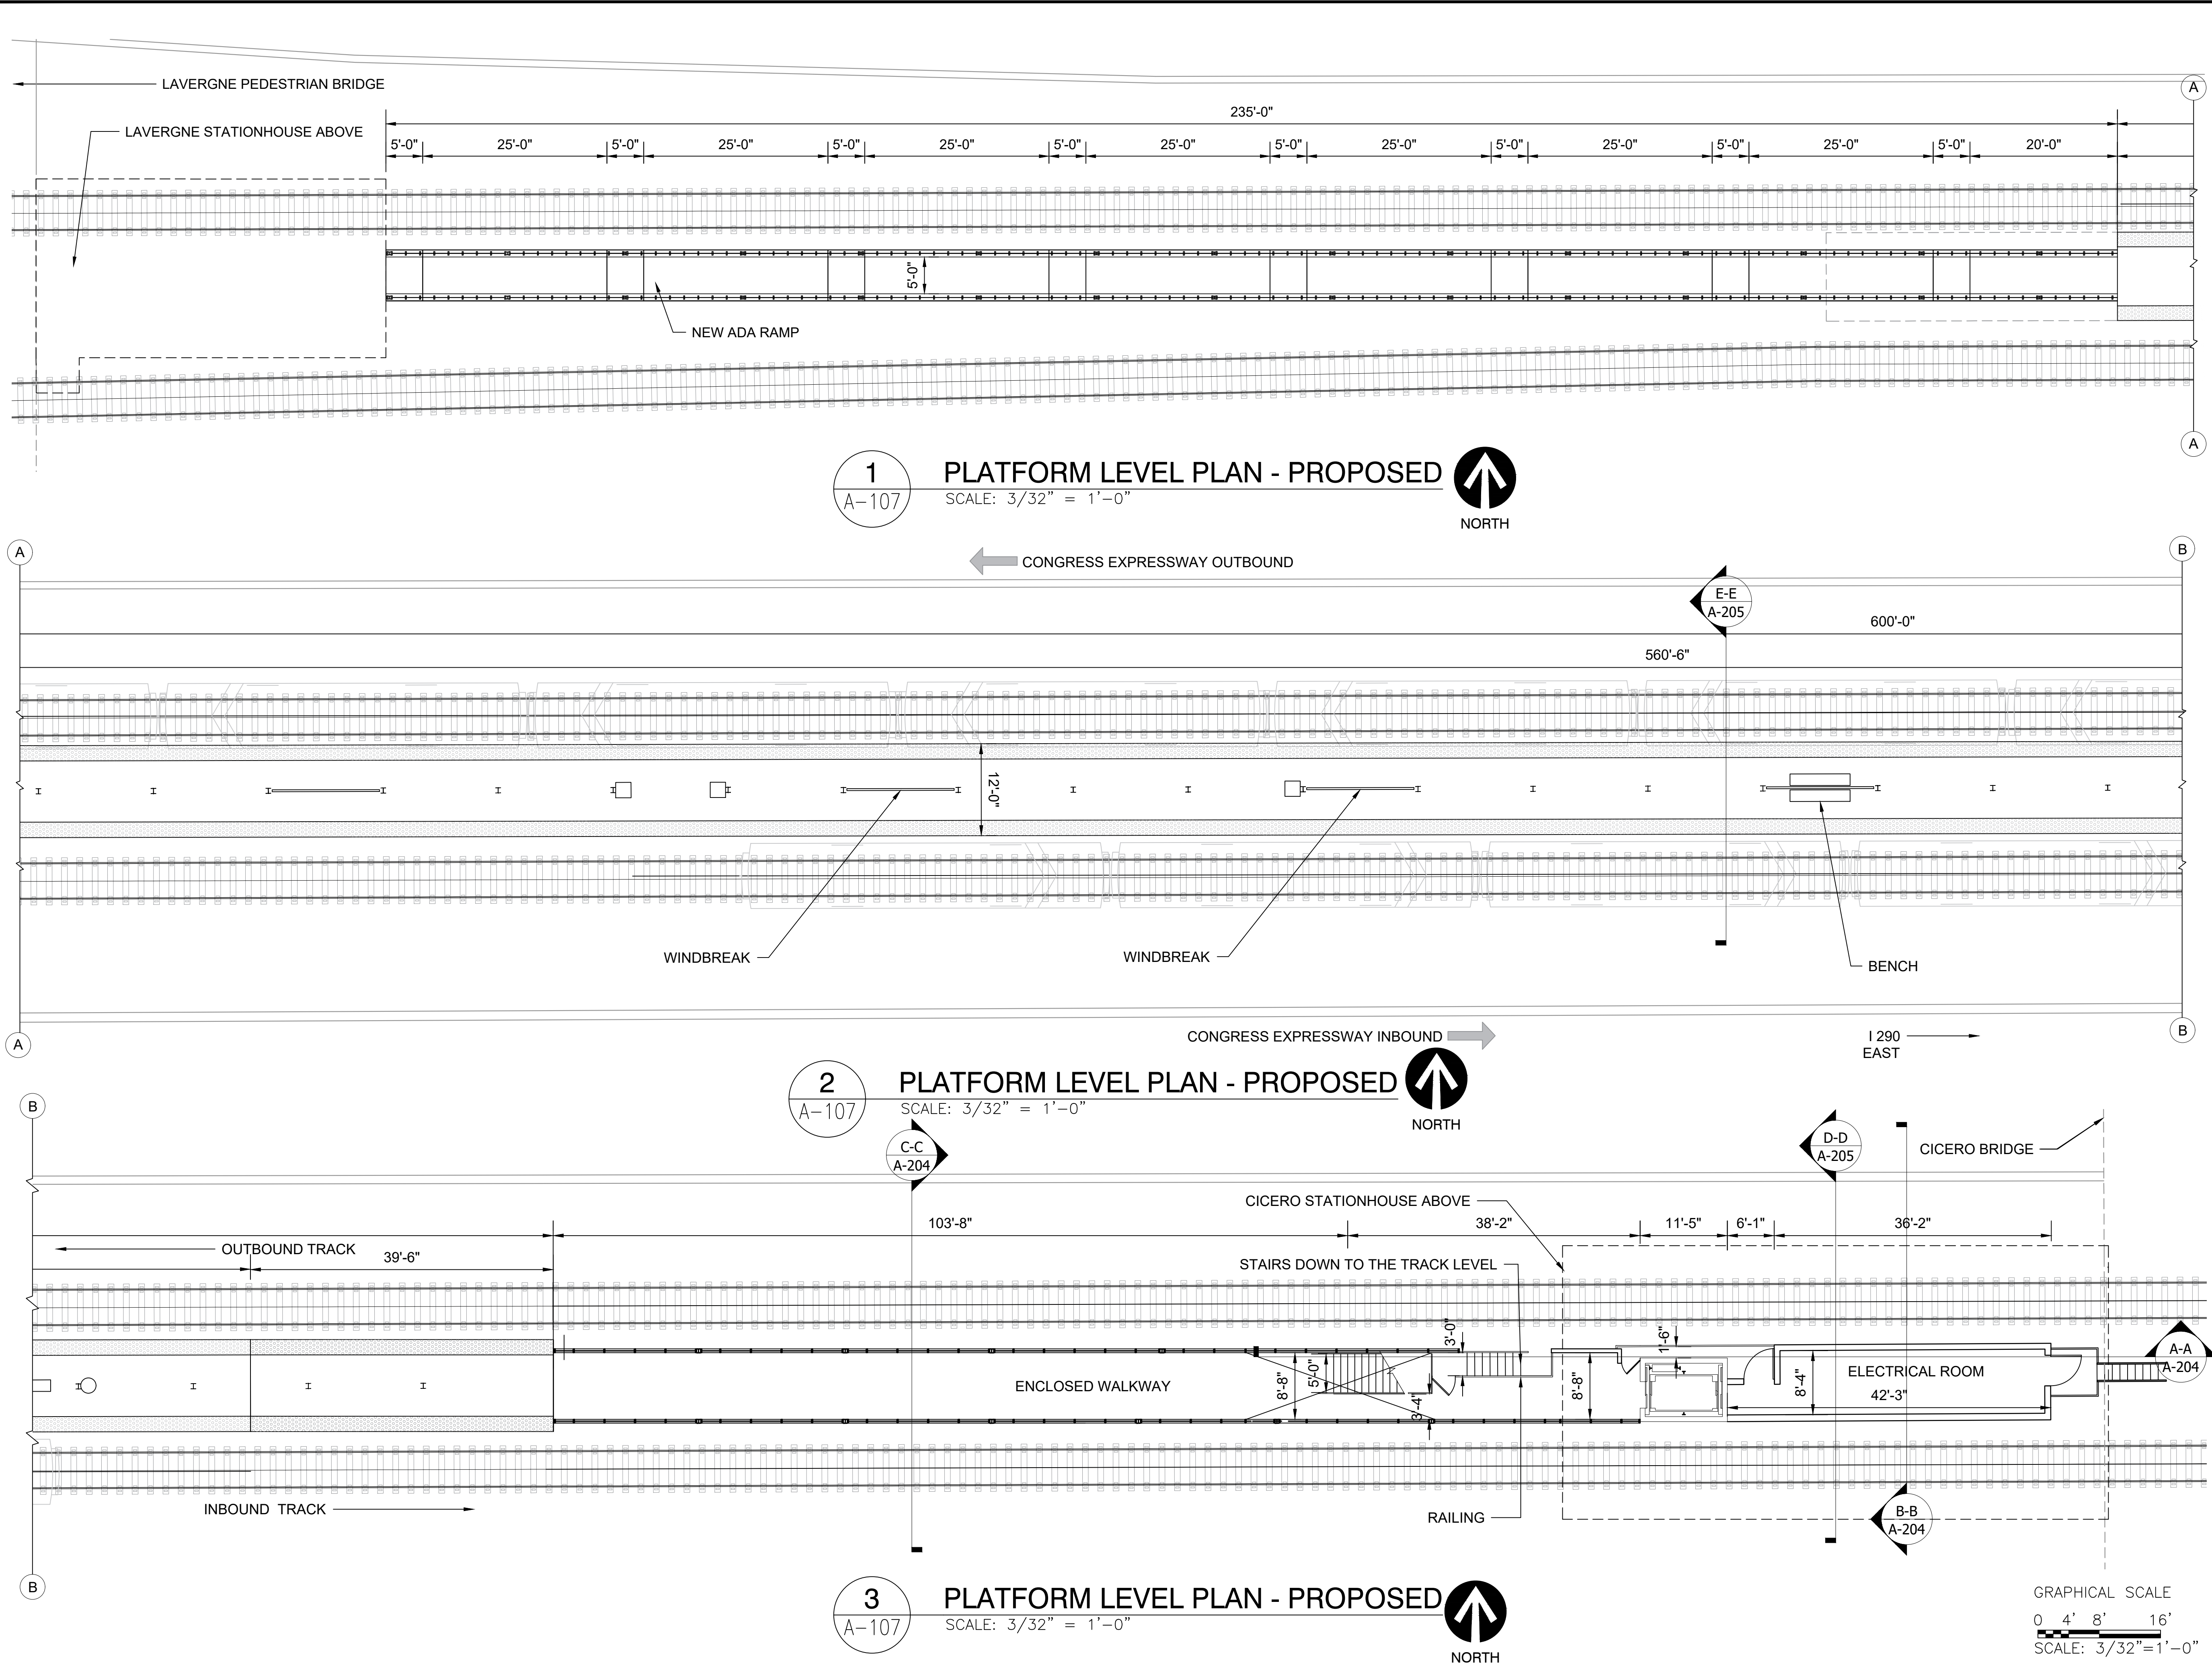 LAVERGNE PEDESTRIAN BRIDGE
A
235'-0"
LAVERGNE STATIONHOUSE ABOVE
5'-0" 25'-0" 5'-0" 25'-0" 5'-0" 25'-0" 5'-0" 25'-0" 5'-0" 25'-0" 5'-0" 25'-0" 5'-0" 25'-0" 5'-0" 20'-0"
5'-0"
NEW ADA RAMP
A
1
A-107
PLATFORM LEVEL PLAN - PROPOSED
SCALE: 3/32" = 1'-0"
NORTH
A
B
CONGRESS EXPRESSWAY OUTBOUND
E-E
A-205
600'-0"
560'-6"
12'-0"
WINDBREAK
WINDBREAK
BENCH
CONGRESS EXPRESSWAY INBOUND
I 290
EAST
A
B
2
A-107
PLATFORM LEVEL PLAN - PROPOSED
SCALE: 3/32" = 1'-0"
NORTH
B
C-C
A-204
D-D
A-205
CICERO BRIDGE
CICERO STATIONHOUSE ABOVE
103'-8"
38'-2"
11'-5"
6'-1"
36'-2"
OUTBOUND TRACK
39'-6"
STAIRS DOWN TO THE TRACK LEVEL
3'-0"
1'-6"
A-A
A-204
ENCLOSED WALKWAY
8'-8"
5'-0"
3'-4"
8'-8"
8'-4"
ELECTRICAL ROOM
42'-3"
INBOUND TRACK
RAILING
B-B
A-204
B
3
A-107
PLATFORM LEVEL PLAN - PROPOSED
SCALE: 3/32" = 1'-0"
NORTH
GRAPHICAL SCALE
0 4' 8' 16'
SCALE: 3/32"=1'-0"